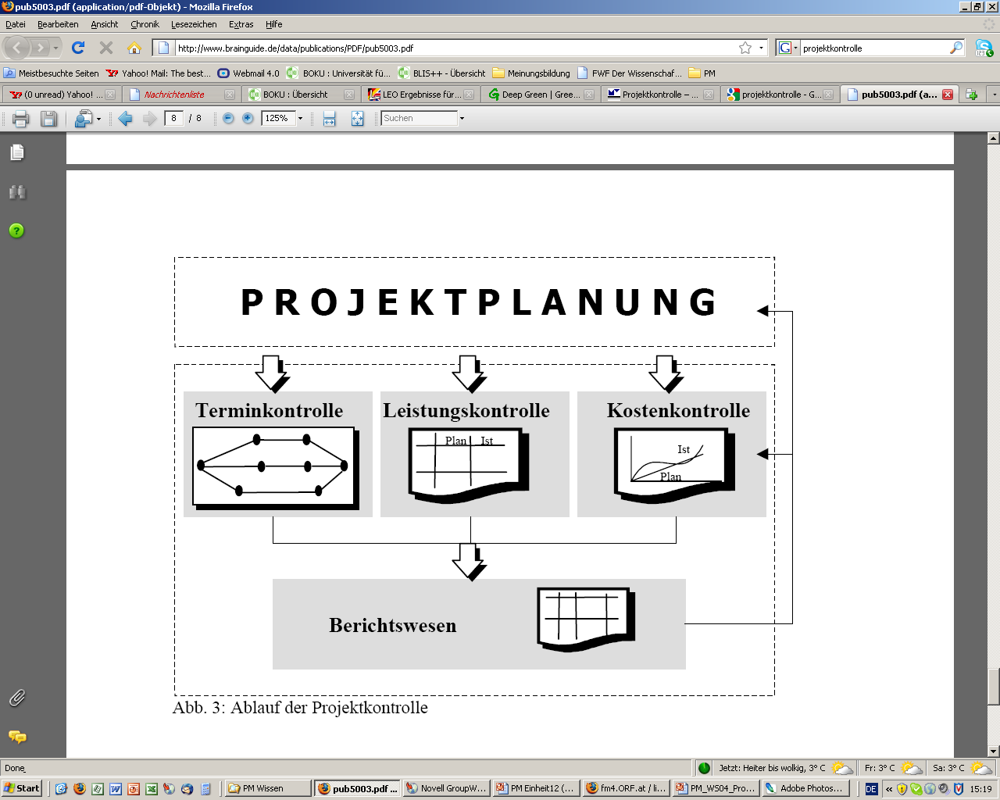 pub5003.pdf (application/pdf-Objekt) - Mozilla Firefox
Datei Bearbeiten Ansicht Chronik Lesezeichen Extras Hilfe
http://www.brainguide.de/data/publications/PDF/pub5003.pdf
projektkontrolle
Meistbesuchte Seiten Yahoo! Mail: The best... Webmail 4.0 BOKU : Universität fü... BLIS++ - Übersicht Meinungsbildung FWF Der Wissenschaf... PM
(0 unread) Yahoo! ... Nachrichtenliste BOKU : Übersicht LEO Ergebnisse für... Deep Green | Gree... Projektkontrolle – ... projektkontrolle - G... pub5003.pdf (a...
8 / 8 125% Suchen
PROJEKTPLANUNG
Terminkontrolle Leistungskontrolle Kostenkontrolle
Plan Ist
Ist
Plan
Berichtswesen
Abb. 3: Ablauf der Projektkontrolle
Done
Jetzt: Heiter bis wolkig, 3° C Fr: 3° C Sa: 3° C
Start PM Wissen pub5003.pdf ... Novell GroupW... PM Einheit12 (... fm4.ORF.at / li... PM_WS04_Pro... Adobe Photos... DE « 15:19